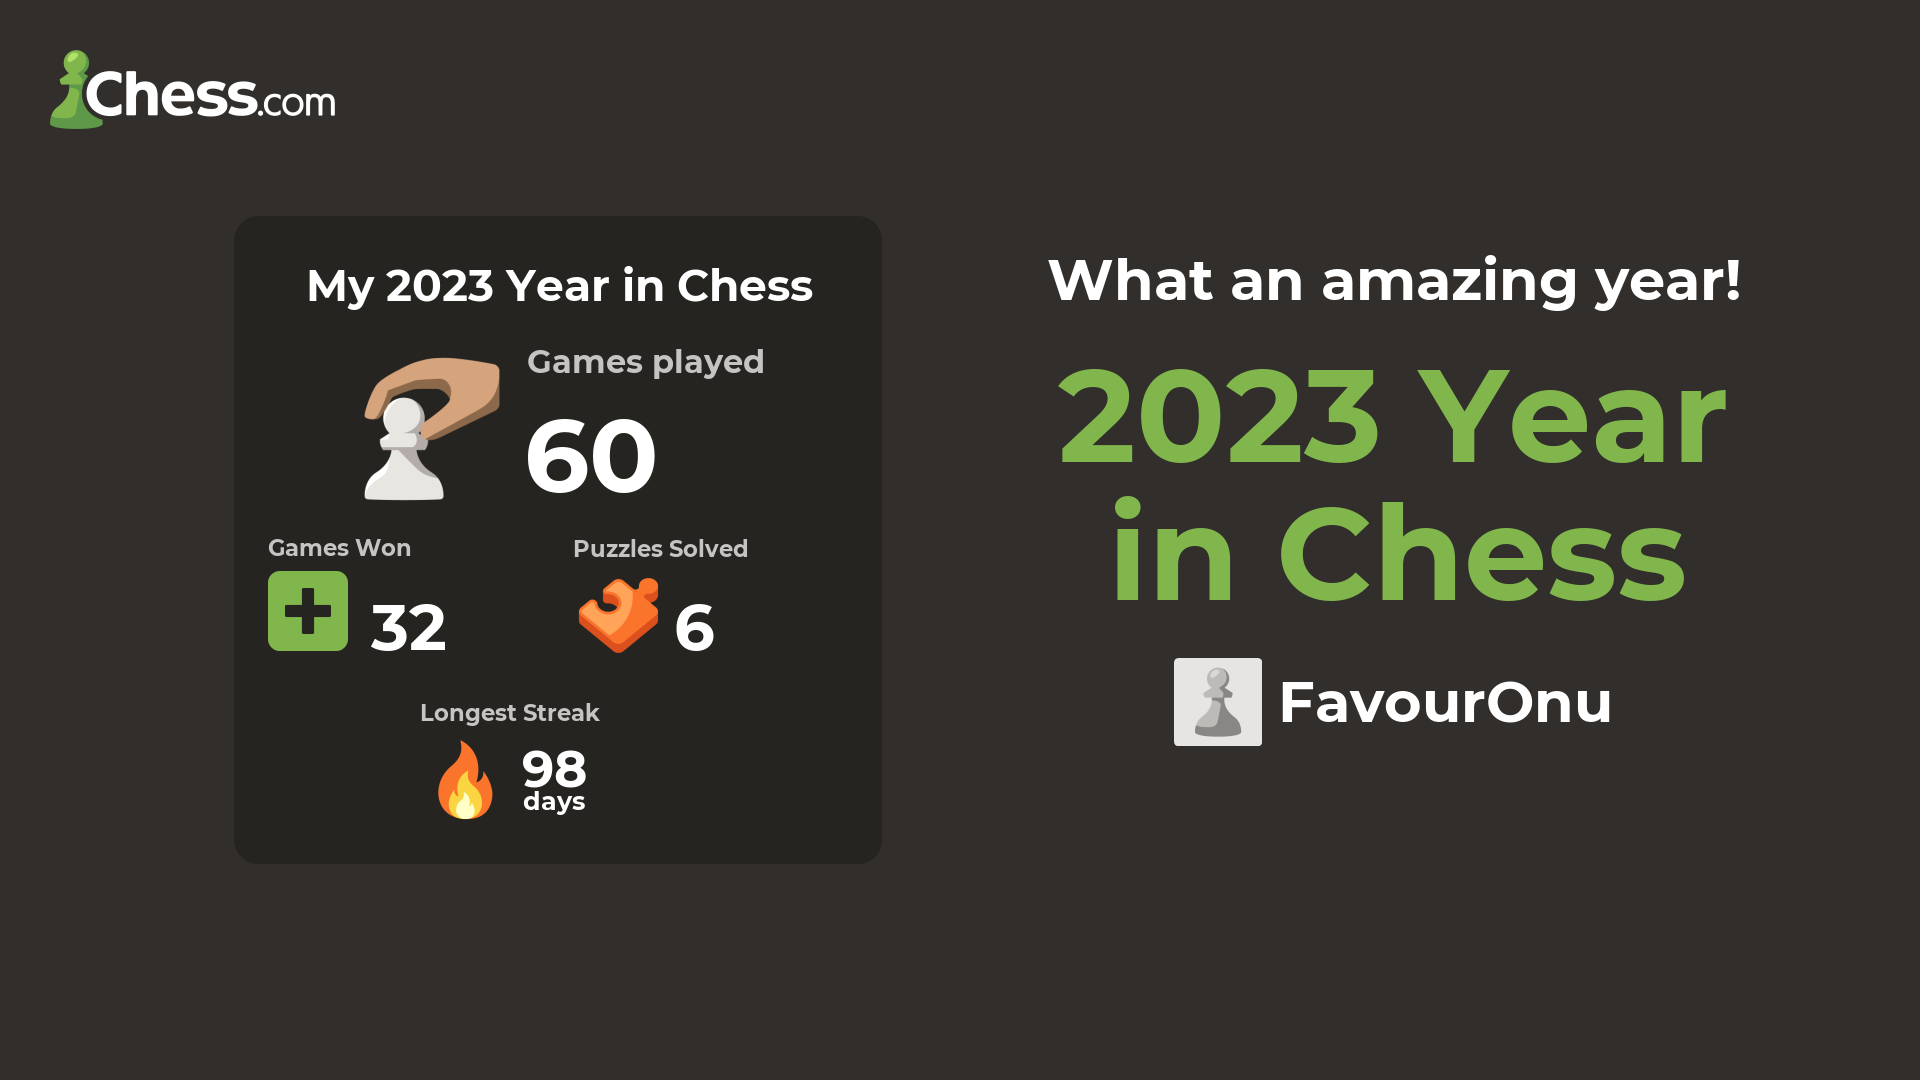 Chess.com
My 2023 Year in Chess
Games played
60
Games Won
32
Puzzles Solved
6
Longest Streak
98
days
What an amazing year!
2023 Year
in Chess
FavourOnu